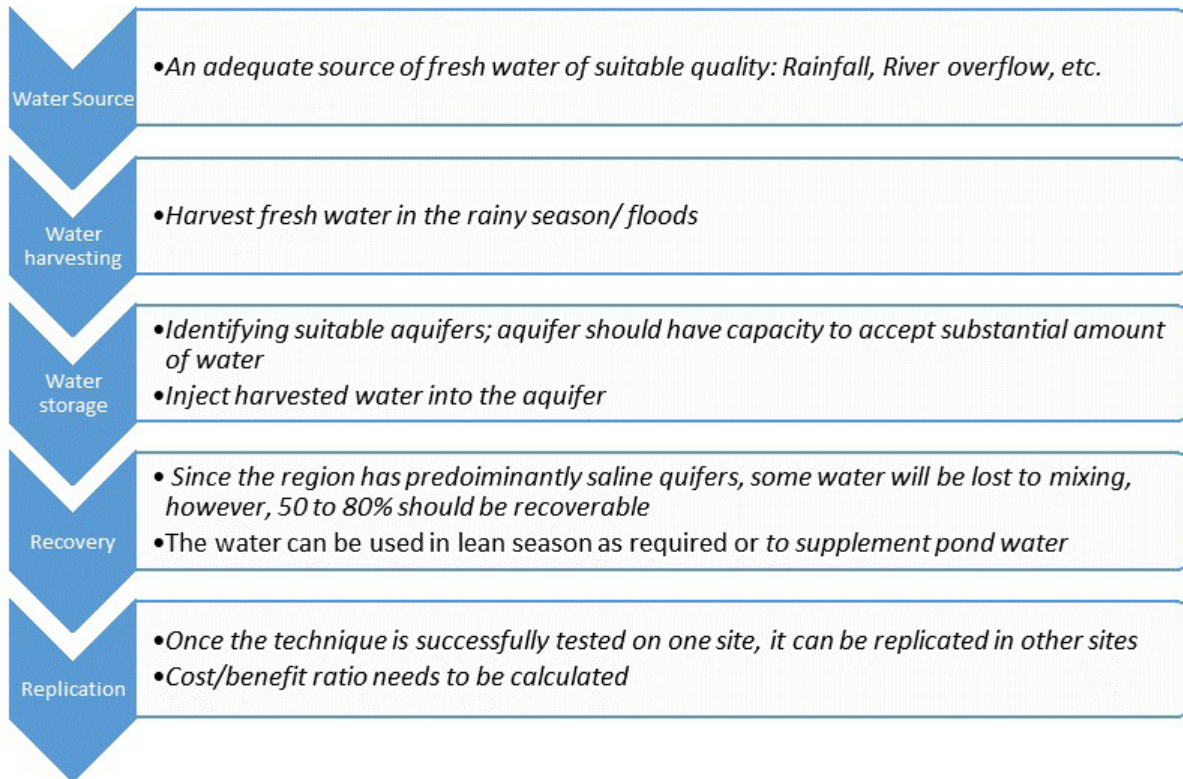 Water Source
•An adequate source of fresh water of suitable quality: Rainfall, River overflow, etc.
Water
harvesting
•Harvest fresh water in the rainy season/ floods
Water
storage
•Identifying suitable aquifers; aquifer should have capacity to accept substantial amount
of water
•Inject harvested water into the aquifer
Recovery
• Since the region has predoiminantly saline quifers, some water will be lost to mixing,
however, 50 to 80% should be recoverable
•The water can be used in lean season as required or to supplement pond water
Replication
•Once the technique is successfully tested on one site, it can be replicated in other sites
•Cost/benefit ratio needs to be calculated